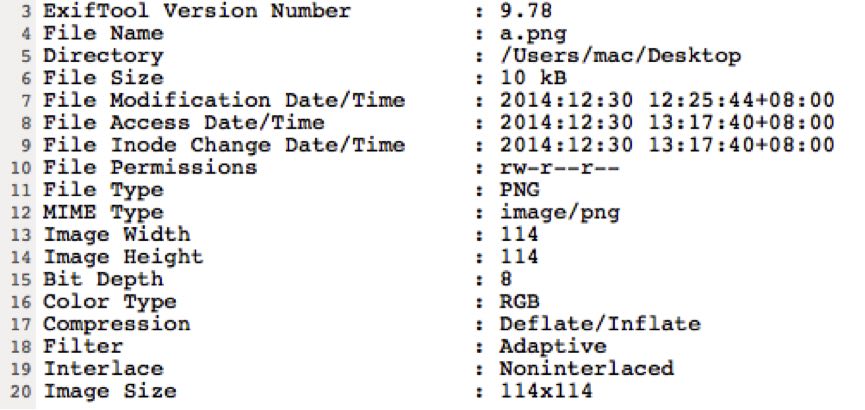 3 ExifTool Version Number : 9.78
4 File Name : a.png
5 Directory : /Users/mac/Desktop
6 File Size : 10 kB
7 File Modification Date/Time : 2014:12:30 12:25:44+08:00
8 File Access Date/Time : 2014:12:30 13:17:40+08:00
9 File Inode Change Date/Time : 2014:12:30 13:17:40+08:00
10 File Permissions : rw-r--r--
11 File Type : PNG
12 MIME Type : image/png
13 Image Width : 114
14 Image Height : 114
15 Bit Depth : 8
16 Color Type : RGB
17 Compression : Deflate/Inflate
18 Filter : Adaptive
19 Interlace : Noninterlaced
20 Image Size : 114x114